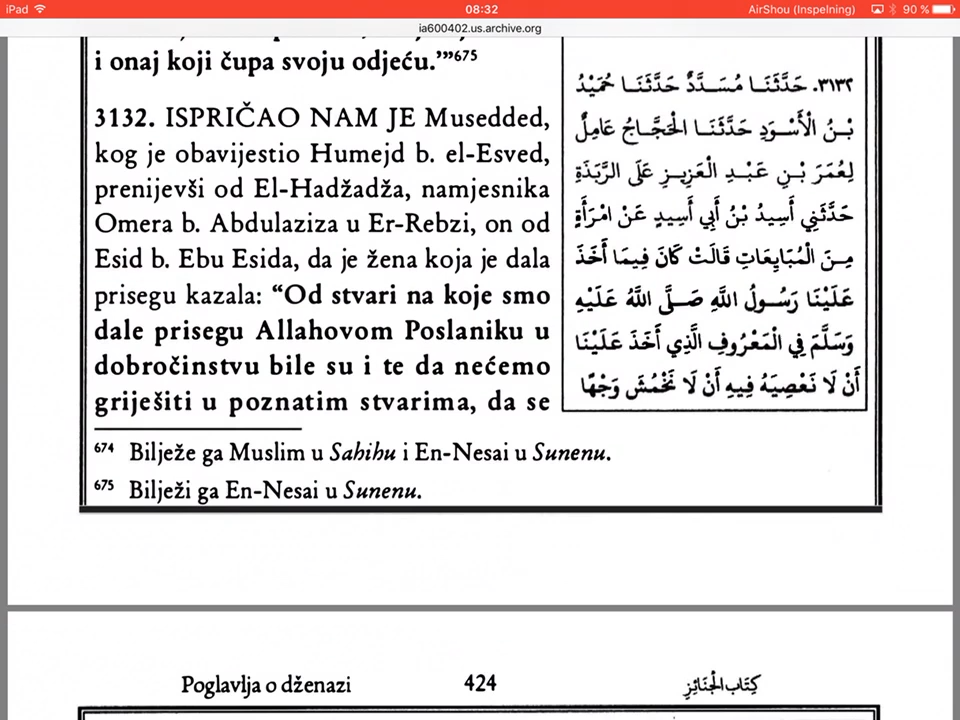 iPad 08:32 AirShou (Inspelning) 90 %
ia600402.us.archive.org
i onaj koji čupa svoju odjeću.’”⁶⁷⁵
3132. ISPRIČAO NAM JE Musedded,
kog je obavijestio Humejd b. el-Esved,
prenijevši od El-Hadžadža, namjesnika
Omera b. Abdulaziza u Er-Rebzi, on od
Esid b. Ebu Esida, da je žena koja je dala
prisegu kazala: “Od stvari na koje smo
dale prisegu Allahovom Poslaniku u
dobročinstvu bile su i te da nećemo
griješiti u poznatim stvarima, da se
٣١٣٢. حَدَّثَنَا مُسَدَّدٌ حَدَّثَنَا حُمَيْدُ
بْنُ الْأَسْوَدِ حَدَّثَنَا الْحَجَّاجُ عَامِلٌ
لِعُمَرَ بْنِ عَبْدِ الْعَزِيزِ عَلَى الرَّبَذَةِ
حَدَّثَنِي أَسِيدُ بْنُ أَبِي أَسِيدٍ عَنْ امْرَأَةٍ
مِنَ الْمُبَايِعَاتِ قَالَتْ كَانَ فِيمَا أَخَذَ
عَلَيْنَا رَسُولُ اللَّهِ صَلَّى اللَّهُ عَلَيْهِ
وَسَلَّمَ فِي الْمَعْرُوفِ الَّذِي أَخَذَ عَلَيْنَا
أَنْ لَا نَعْصِيَهُ فِيهِ أَنْ لَا نَخْمُشَ وَجْهًا
⁶⁷⁴ Bilježe ga Muslim u Sahihu i En-Nesai u Sunenu.
⁶⁷⁵ Bilježi ga En-Nesai u Sunenu.
Poglavlja o dženazi 424 كِتَاب الْجَنَائِزِ